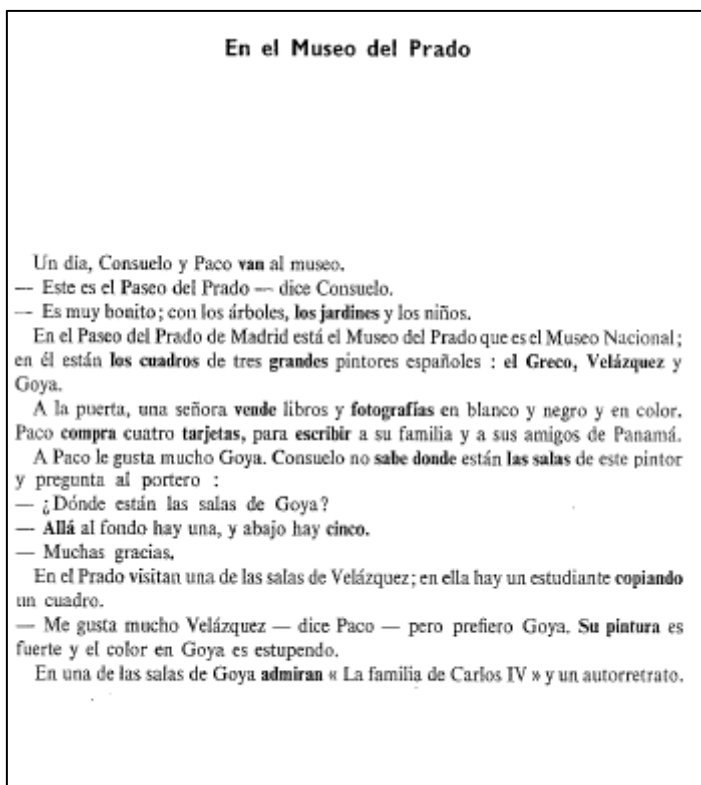 En el Museo del Prado
Un día, Consuelo y Paco van al museo.
— Este es el Paseo del Prado — dice Consuelo.
— Es muy bonito; con los árboles, los jardines y los niños.
En el Paseo del Prado de Madrid está el Museo del Prado que es el Museo Nacional;
en él están los cuadros de tres grandes pintores españoles : el Greco, Velázquez y
Goya.
A la puerta, una señora vende libros y fotografías en blanco y negro y en color.
Paco compra cuatro tarjetas, para escribir a su familia y a sus amigos de Panamá.
A Paco le gusta mucho Goya. Consuelo no sabe donde están las salas de este pintor
y pregunta al portero :
— ¿Dónde están las salas de Goya?
— Allá al fondo hay una, y abajo hay cinco.
— Muchas gracias.
En el Prado visitan una de las salas de Velázquez; en ella hay un estudiante copiando
un cuadro.
— Me gusta mucho Velázquez — dice Paco — pero prefiero Goya. Su pintura es
fuerte y el color en Goya es estupendo.
En una de las salas de Goya admiran « La familia de Carlos IV » y un autorretrato.